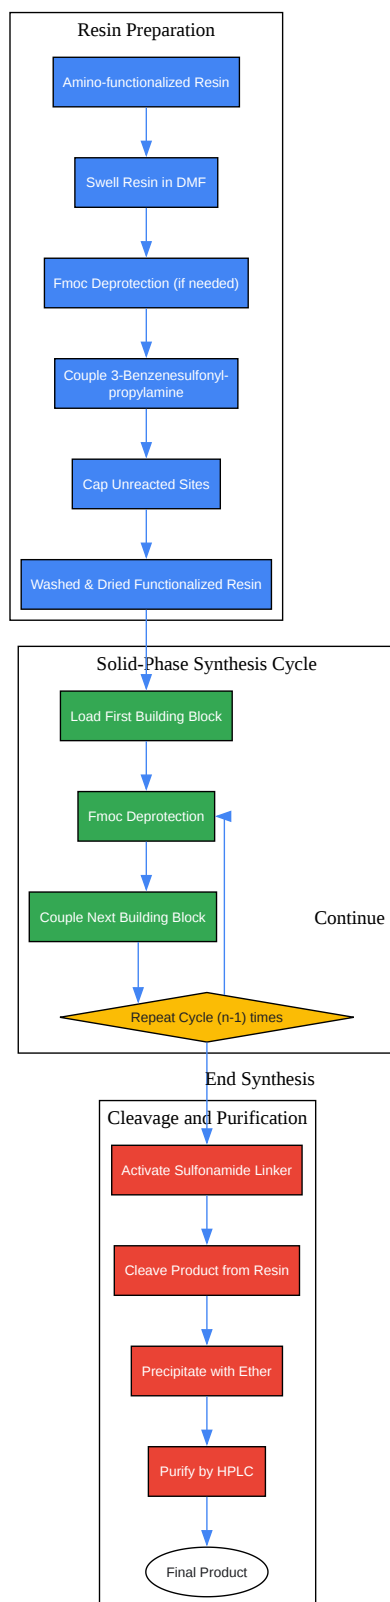 Resin Preparation
Amino-functionalized Resin
Swell Resin in DMF
Fmoc Deprotection (if needed)
Couple 3-Benzenesulfonyl-
propylamine
Cap Unreacted Sites
Washed & Dried Functionalized Resin
Solid-Phase Synthesis Cycle
Load First Building Block
Fmoc Deprotection
Couple Next Building Block
Continue
Repeat Cycle (n-1) times
End Synthesis
Cleavage and Purification
Activate Sulfonamide Linker
Cleave Product from Resin
Precipitate with Ether
Purify by HPLC
Final Product